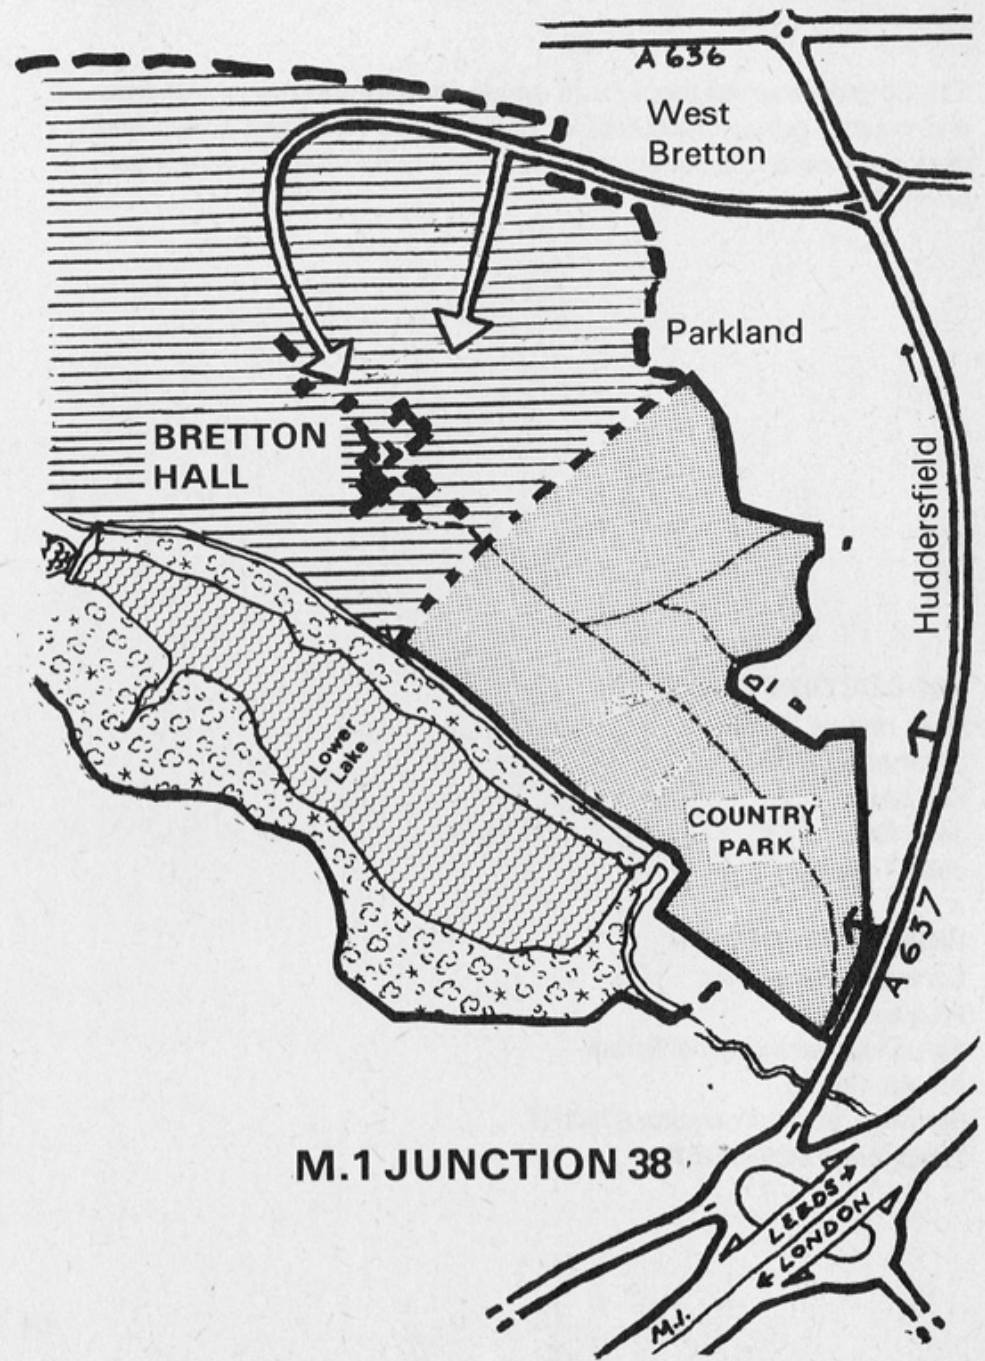 A 636
West
Bretton
Parkland
BRETTON
HALL
Huddersfield
Lower
Lake
COUNTRY
PARK
A 637
M.1 JUNCTION 38
LEEDS
LONDON
M.1.